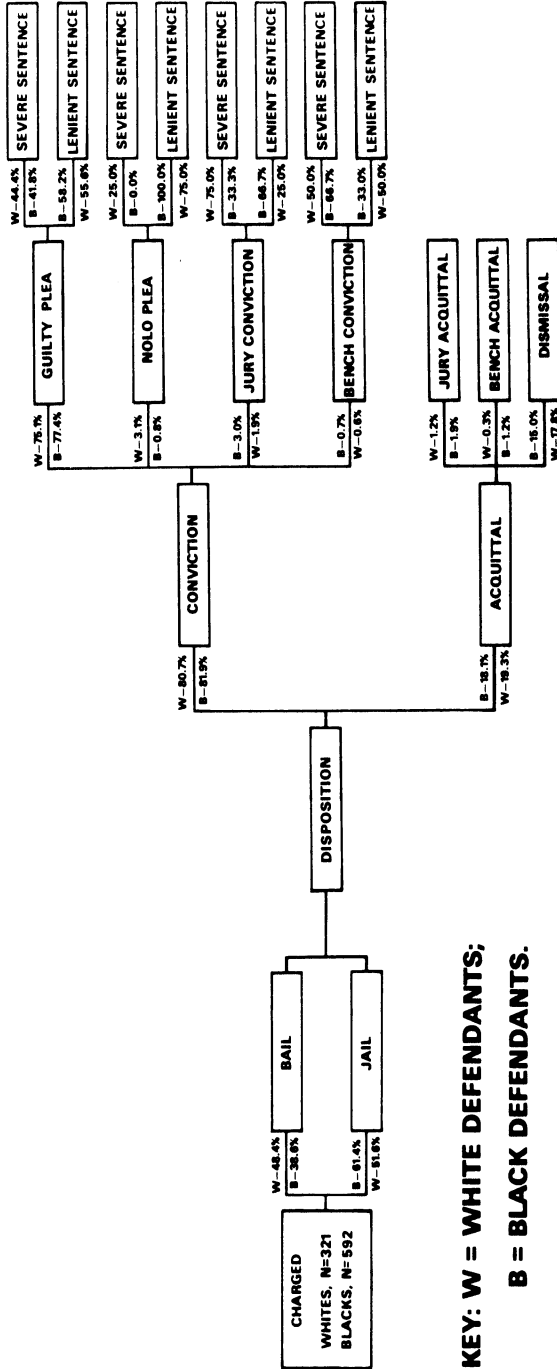 CHARGED
WHITES, N=321
BLACKS, N=592
W–48.4%
B–38.6%
BAIL
B–61.4%
W–51.6%
JAIL
DISPOSITION
W–80.7%
B–81.9%
CONVICTION
B–18.1%
W–19.3%
ACQUITTAL
W–75.1%
B–77.4%
GUILTY PLEA
W–3.1%
B–0.8%
NOLO PLEA
B–3.0%
W–1.9%
JURY CONVICTION
B–0.7%
W–0.6%
BENCH CONVICTION
W–1.2%
B–1.9%
JURY ACQUITTAL
W–0.3%
B–1.2%
BENCH ACQUITTAL
B–15.0%
W–17.8%
DISMISSAL
W–44.4%
B–41.8%
SEVERE SENTENCE
B–58.2%
W–55.6%
LENIENT SENTENCE
W–25.0%
B–0.0%
SEVERE SENTENCE
B–100.0%
W–75.0%
LENIENT SENTENCE
W–75.0%
B–33.3%
SEVERE SENTENCE
B–66.7%
W–25.0%
LENIENT SENTENCE
W–50.0%
B–66.7%
SEVERE SENTENCE
B–33.0%
W–50.0%
LENIENT SENTENCE
KEY: W = WHITE DEFENDANTS;
B = BLACK DEFENDANTS.